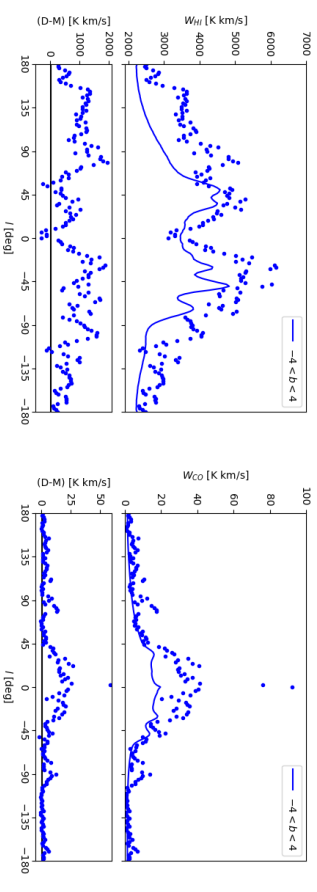 W_HI [K km/s]
7000
6000
5000
4000
3000
2000
−4 < b < 4
(D-M) [K km/s]
2000
1000
0
180 135 90 45 0 −45 −90 −135 −180
l [deg]
W_CO [K km/s]
100
80
60
40
20
0
−4 < b < 4
(D-M) [K km/s]
50
25
0
180 135 90 45 0 −45 −90 −135 −180
l [deg]